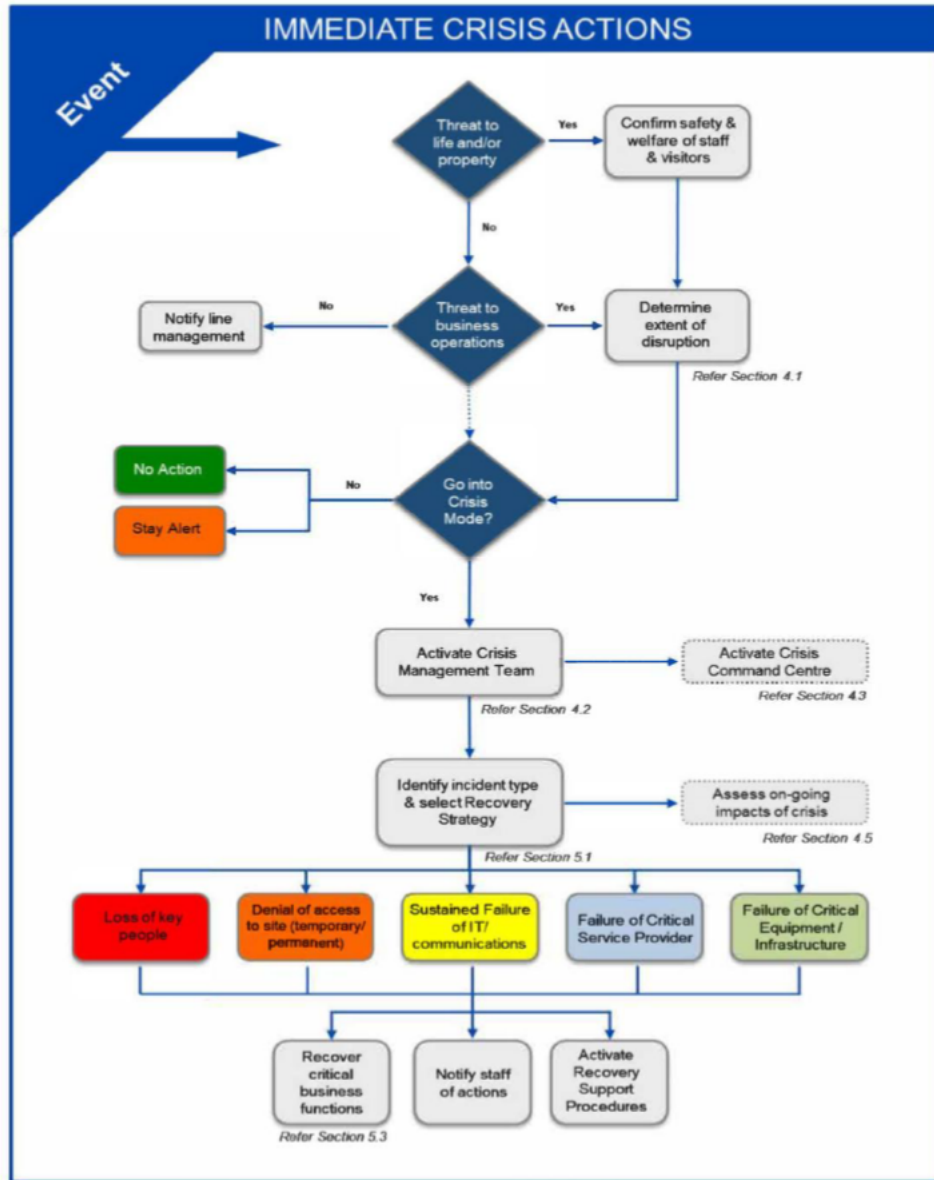 IMMEDIATE CRISIS ACTIONS
Event
Threat to
life and/or
property
Yes
Confirm safety &
welfare of staff
& visitors
No
Notify line
management
No
Threat to
business
operations
Yes
Determine
extent of
disruption
Refer Section 4.1
No Action
Stay Alert
No
Go into
Crisis
Mode?
Yes
Activate Crisis
Management Team
Refer Section 4.2
Activate Crisis
Command Centre
Refer Section 4.3
Identify incident type
& select Recovery
Strategy
Refer Section 5.1
Assess on-going
impacts of crisis
Refer Section 4.5
Loss of key
people
Denial of access
to site (temporary/
permanent)
Sustained Failure
of IT/
communications
Failure of Critical
Service Provider
Failure of Critical
Equipment /
Infrastructure
Recover
critical
business
functions
Refer Section 5.3
Notify staff
of actions
Activate
Recovery
Support
Procedures